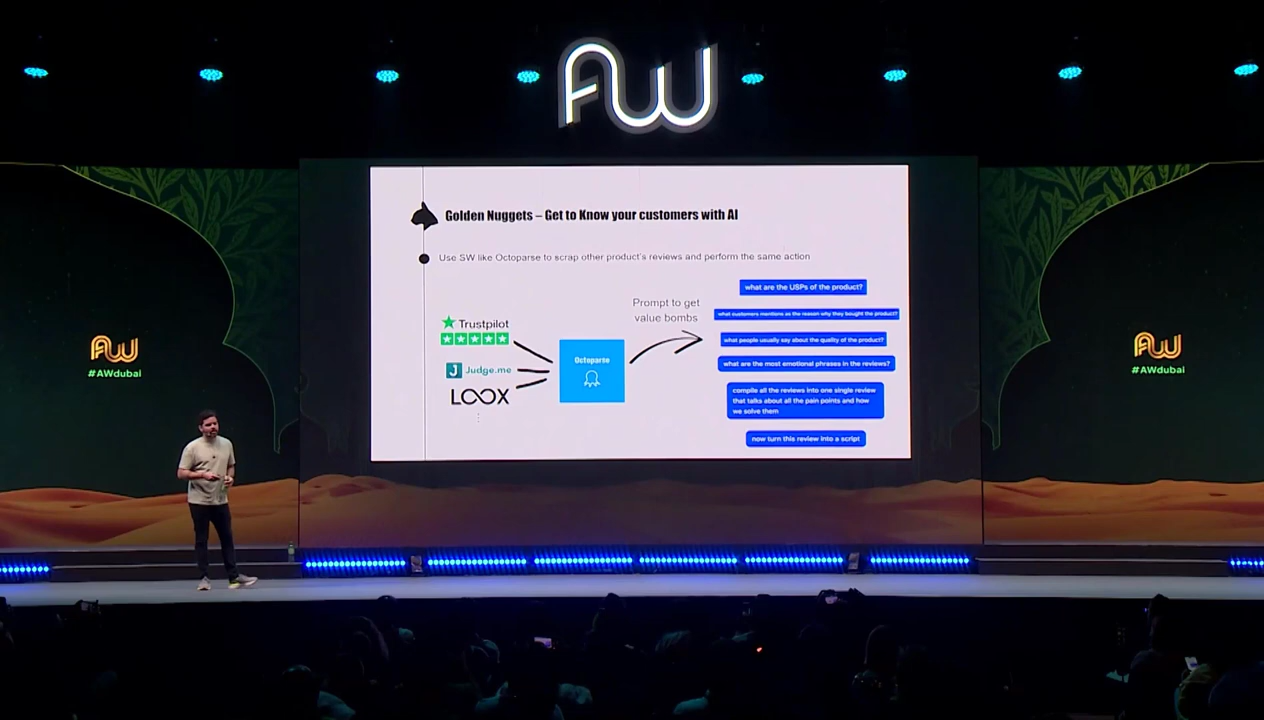 AW
Golden Nuggets – Get to Know your customers with AI
Use SW like Octoparse to scrap other product's reviews and perform the same action
Trustpilot
J Judge.me
LOOX
Octoparse
Prompt to get
value bombs
what are the USPs of the product?
what customers mentions as the reason why they bought the product?
what people usually say about the quality of the product?
what are the most emotional phrases in the reviews?
compile all the reviews into one single review
that talks about all the pain points and how
we solve them
now turn this review into a script
AW
#AWdubai
AW
#AWdubai